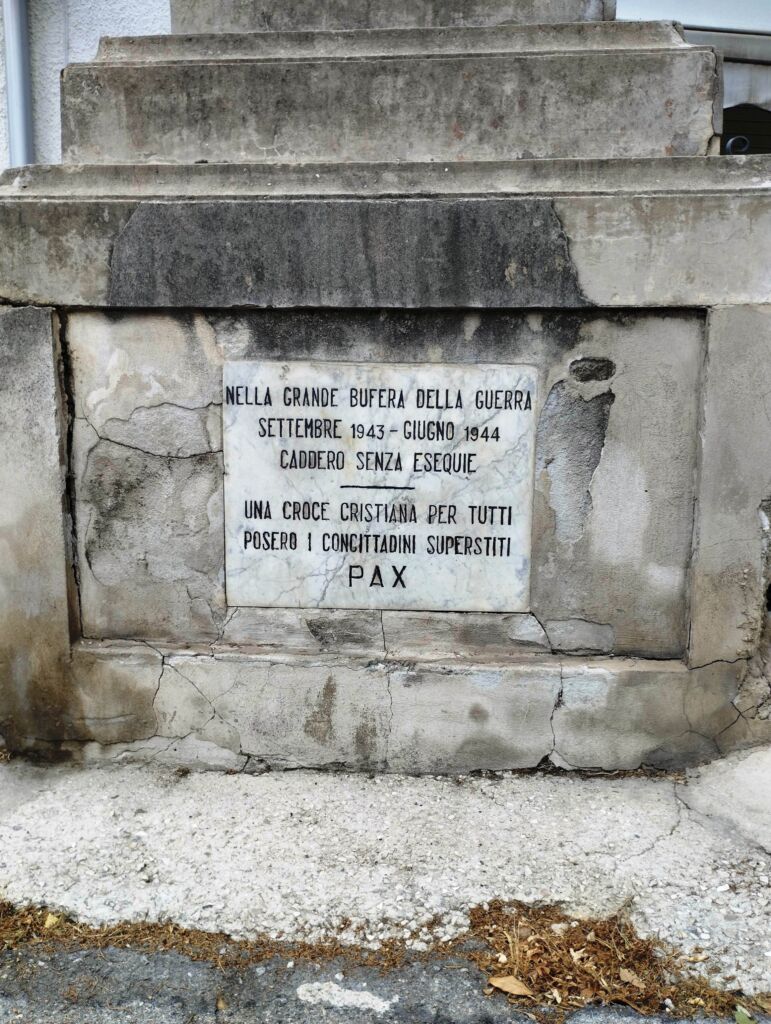 NELLA GRANDE BUFERA DELLA GUERRA
SETTEMBRE 1943 - GIUGNO 1944
CADDERO SENZA ESEQUIE
UNA CROCE CRISTIANA PER TUTTI
POSERO I CONCITTADINI SUPERSTITI
PAX